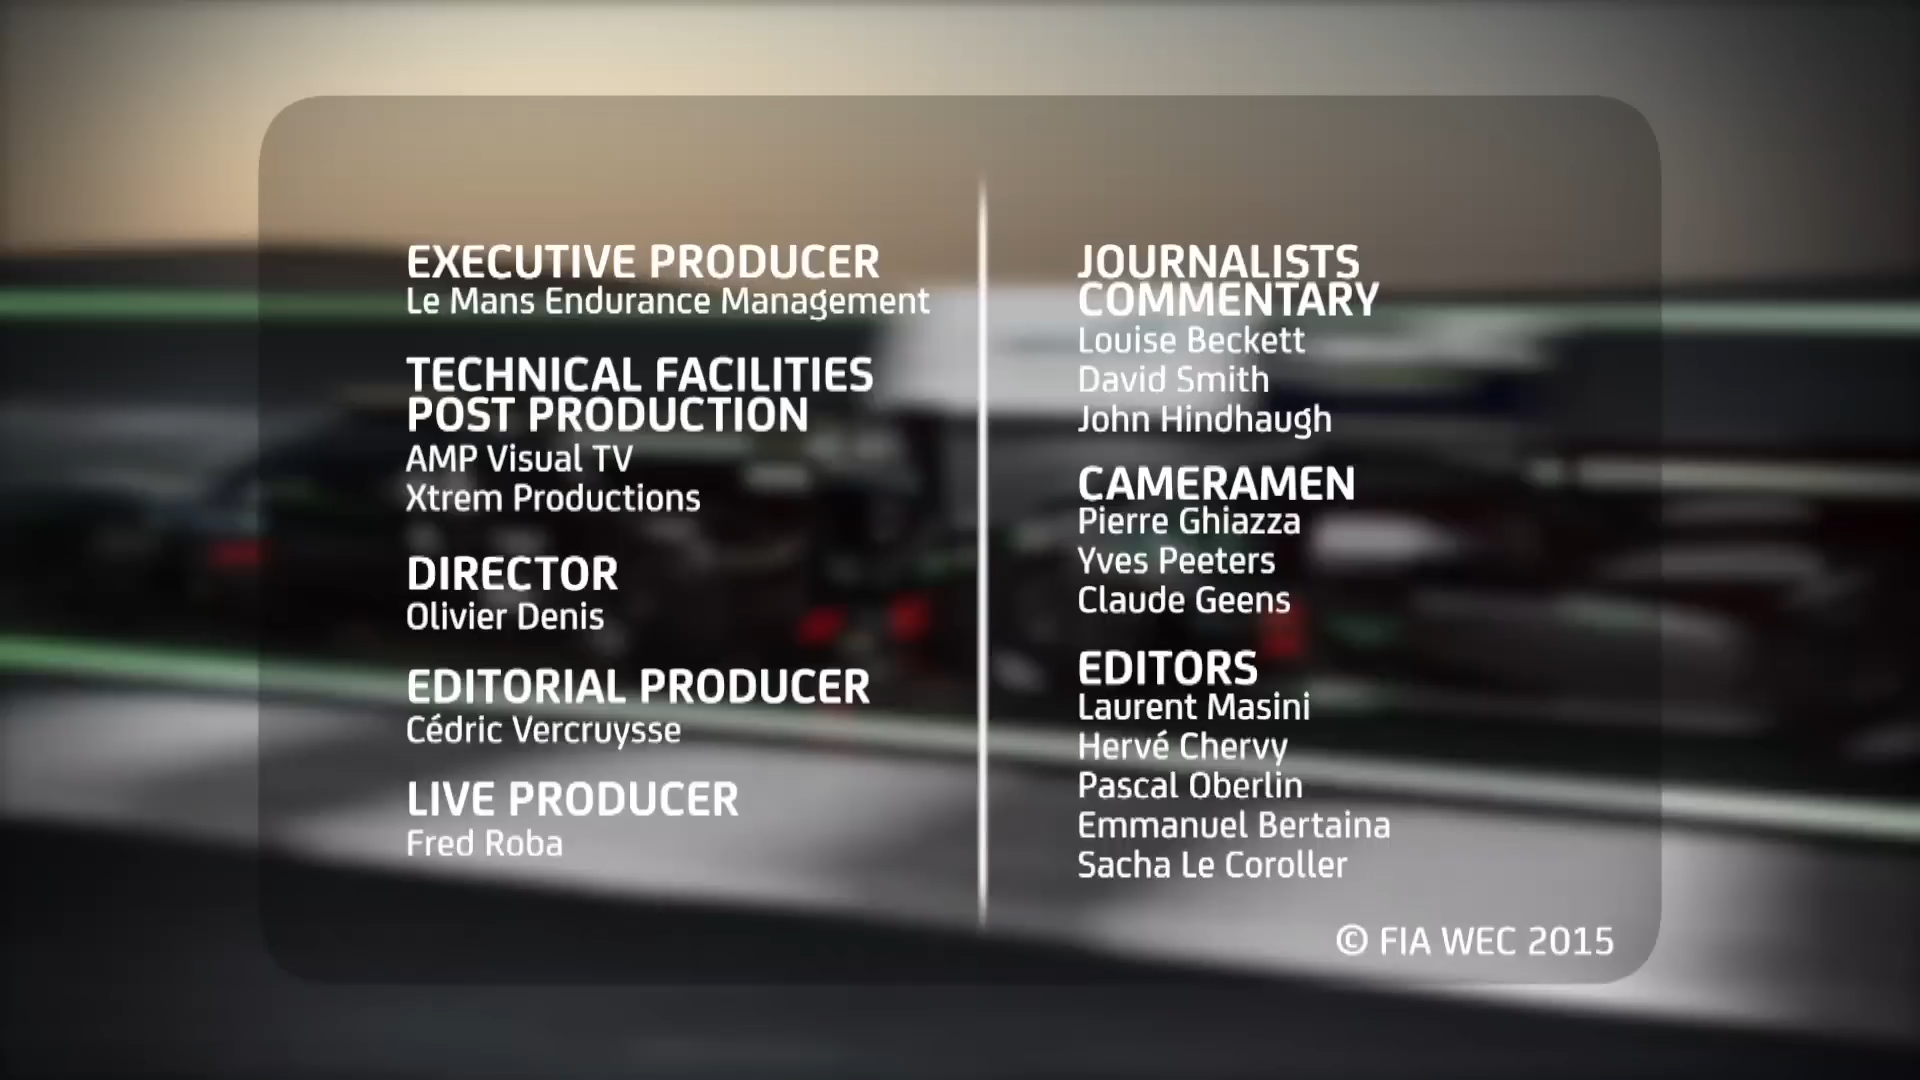 EXECUTIVE PRODUCER
Le Mans Endurance Management
TECHNICAL FACILITIES
POST PRODUCTION
AMP Visual TV
Xtrem Productions
DIRECTOR
Olivier Denis
EDITORIAL PRODUCER
Cédric Vercruysse
LIVE PRODUCER
Fred Roba
JOURNALISTS
COMMENTARY
Louise Beckett
David Smith
John Hindhaugh
CAMERAMEN
Pierre Ghiazza
Yves Peeters
Claude Geens
EDITORS
Laurent Masini
Hervé Chervy
Pascal Oberlin
Emmanuel Bertaina
Sacha Le Coroller
© FIA WEC 2015